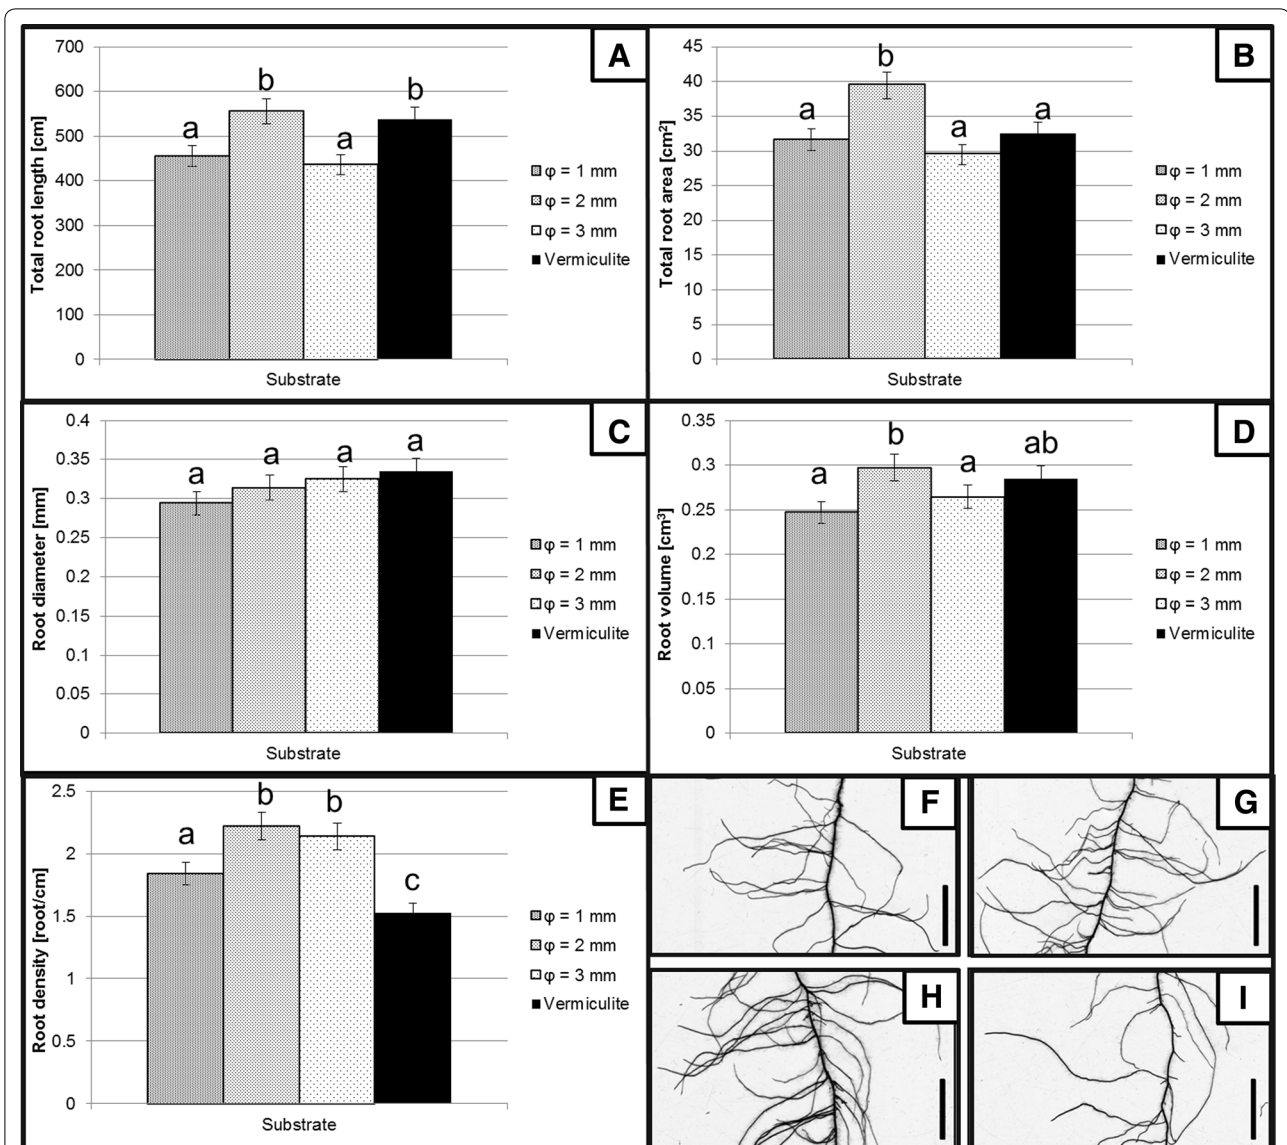 A
700
600
500
400
300
200
100
0
Total root length [cm]
a
b
a
b
φ = 1 mm
φ = 2 mm
φ = 3 mm
Vermiculite
Substrate
B
45
40
35
30
25
20
15
10
5
0
Total root area [cm²]
a
b
a
a
φ = 1 mm
φ = 2 mm
φ = 3 mm
Vermiculite
Substrate
C
0.4
0.35
0.3
0.25
0.2
0.15
0.1
0.05
0
Root diameter [mm]
a
a
a
a
φ = 1 mm
φ = 2 mm
φ = 3 mm
Vermiculite
Substrate
D
0.35
0.3
0.25
0.2
0.15
0.1
0.05
0
Root volume [cm³]
a
b
a
ab
φ = 1 mm
φ = 2 mm
φ = 3 mm
Vermiculite
Substrate
E
2.5
2
1.5
1
0.5
0
Root density [root/cm]
a
b
b
c
φ = 1 mm
φ = 2 mm
φ = 3 mm
Vermiculite
Substrate
F
G
H
I